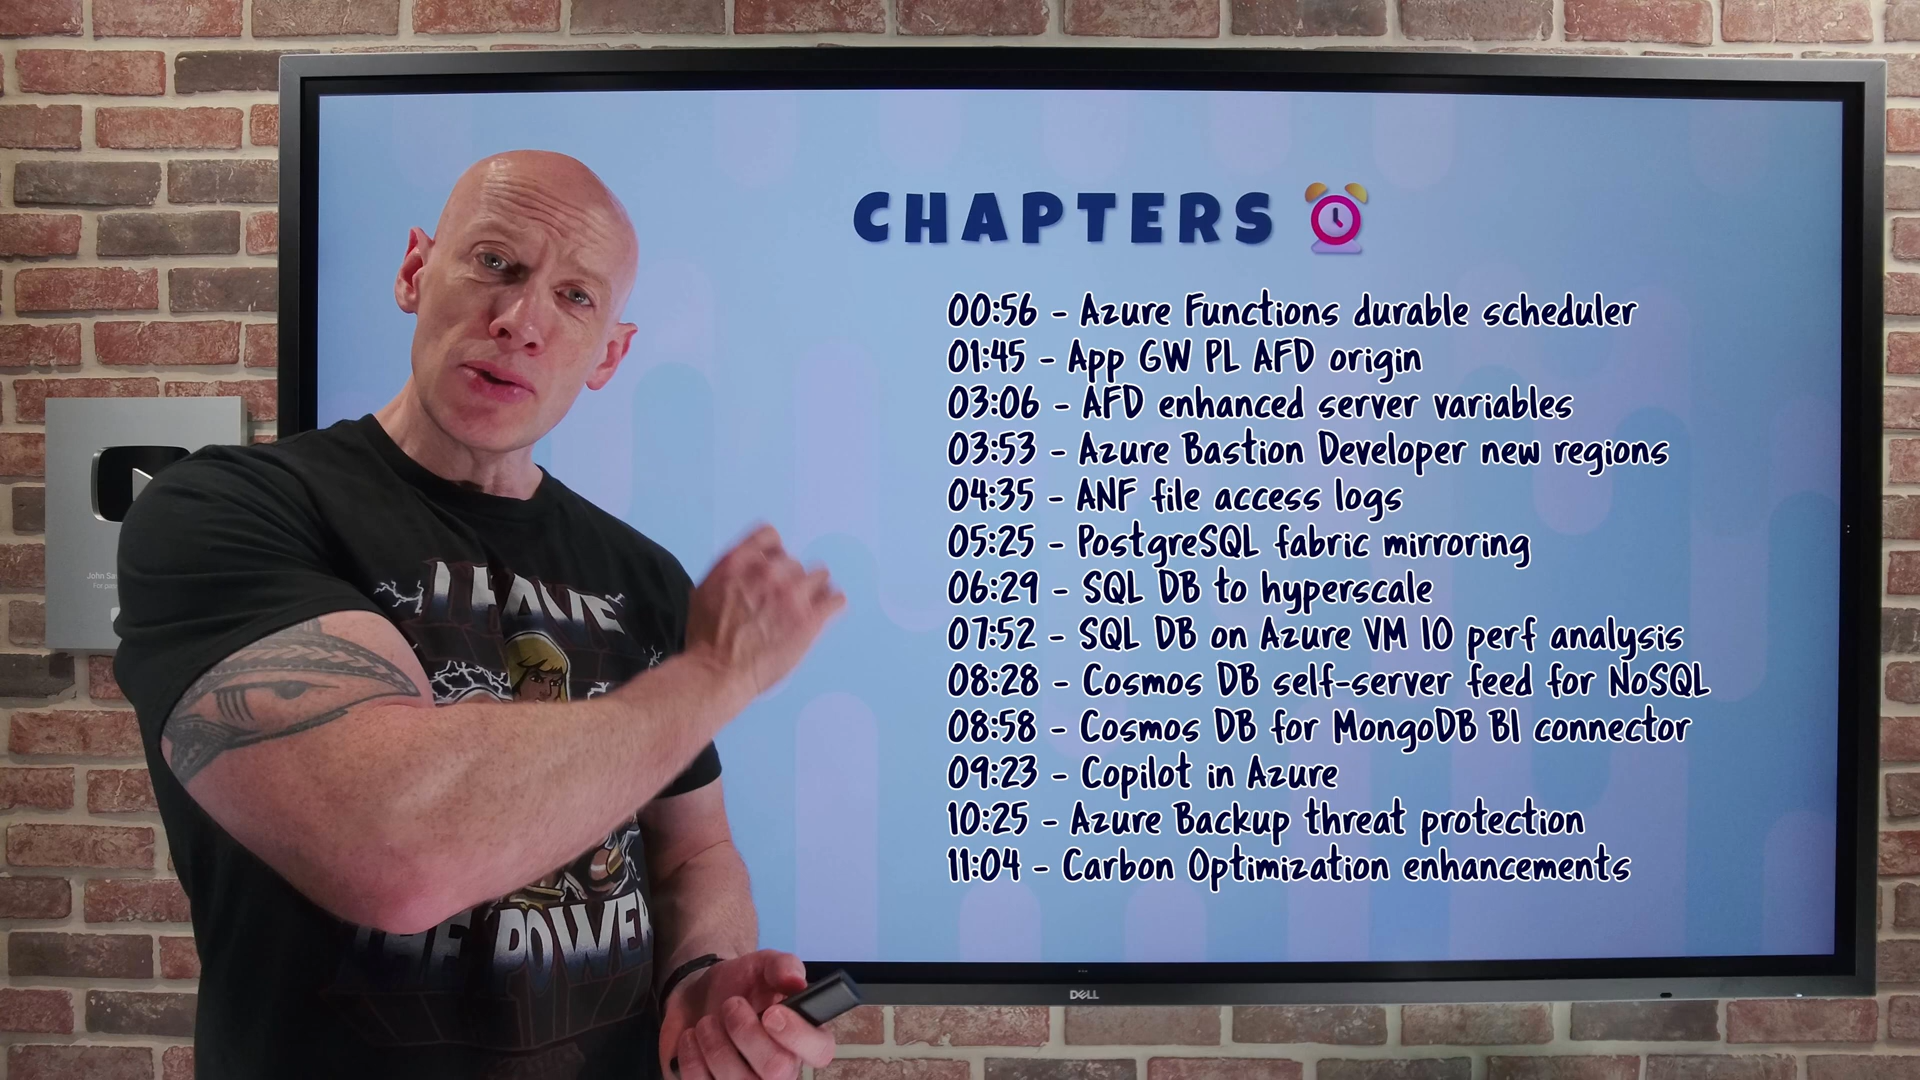 CHAPTERS
00:56 - Azure Functions durable scheduler
01:45 - App GW PL AFD origin
03:06 - AFD enhanced server variables
03:53 - Azure Bastion Developer new regions
04:35 - ANF file access logs
05:25 - PostgreSQL fabric mirroring
06:29 - SQL DB to hyperscale
07:52 - SQL DB on Azure VM IO perf analysis
08:28 - Cosmos DB self-server feed for NoSQL
08:58 - Cosmos DB for MongoDB BI connector
09:23 - Copilot in Azure
10:25 - Azure Backup threat protection
11:04 - Carbon Optimization enhancements
DELL
John
I HAVE
THE POWER